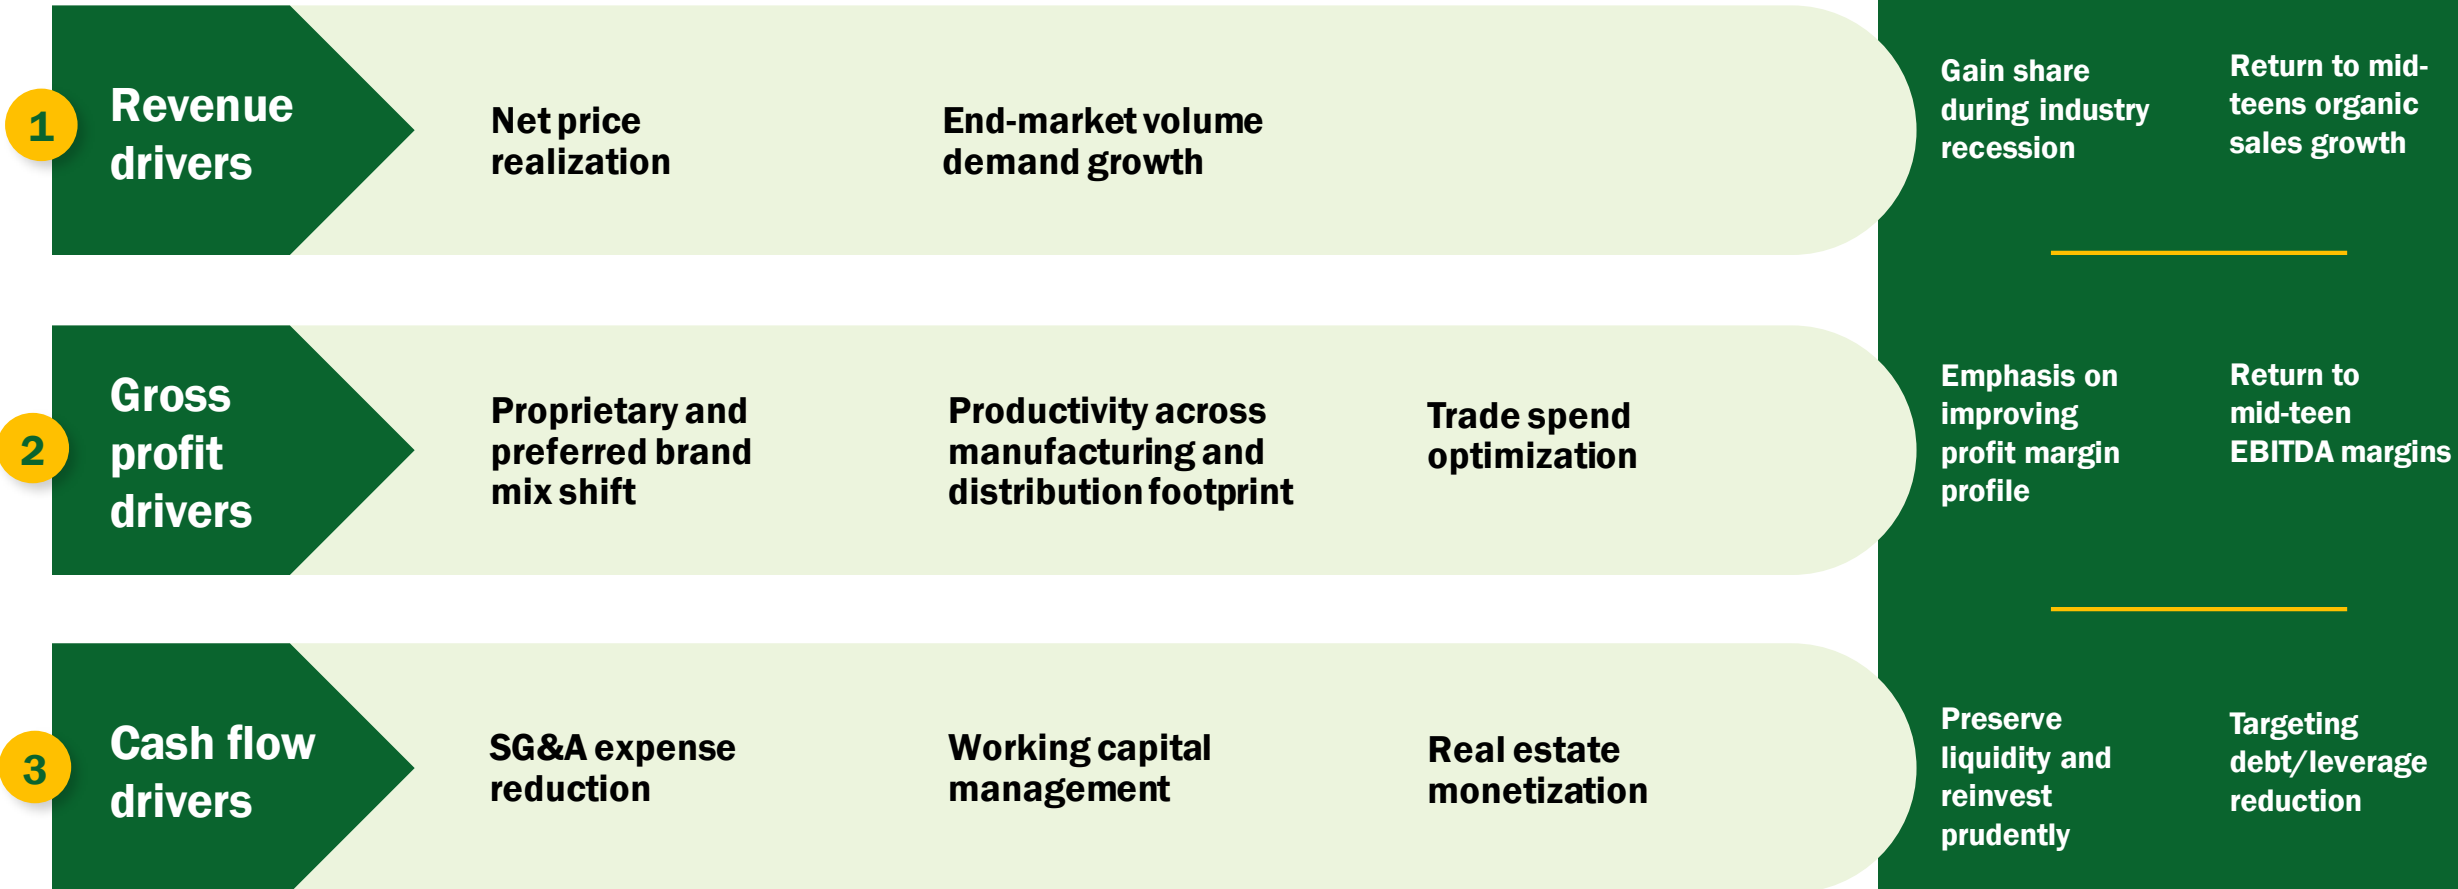 1
Revenue
drivers
Net price
realization
End-market volume
demand growth
Gain share
during industry
recession
Return to mid-
teens organic
sales growth
2
Gross
profit
drivers
Proprietary and
preferred brand
mix shift
Productivity across
manufacturing and
distribution footprint
Trade spend
optimization
Emphasis on
improving
profit margin
profile
Return to
mid-teen
EBITDA margins
3
Cash flow
drivers
SG&A expense
reduction
Working capital
management
Real estate
monetization
Preserve
liquidity and
reinvest
prudently
Targeting
debt/leverage
reduction